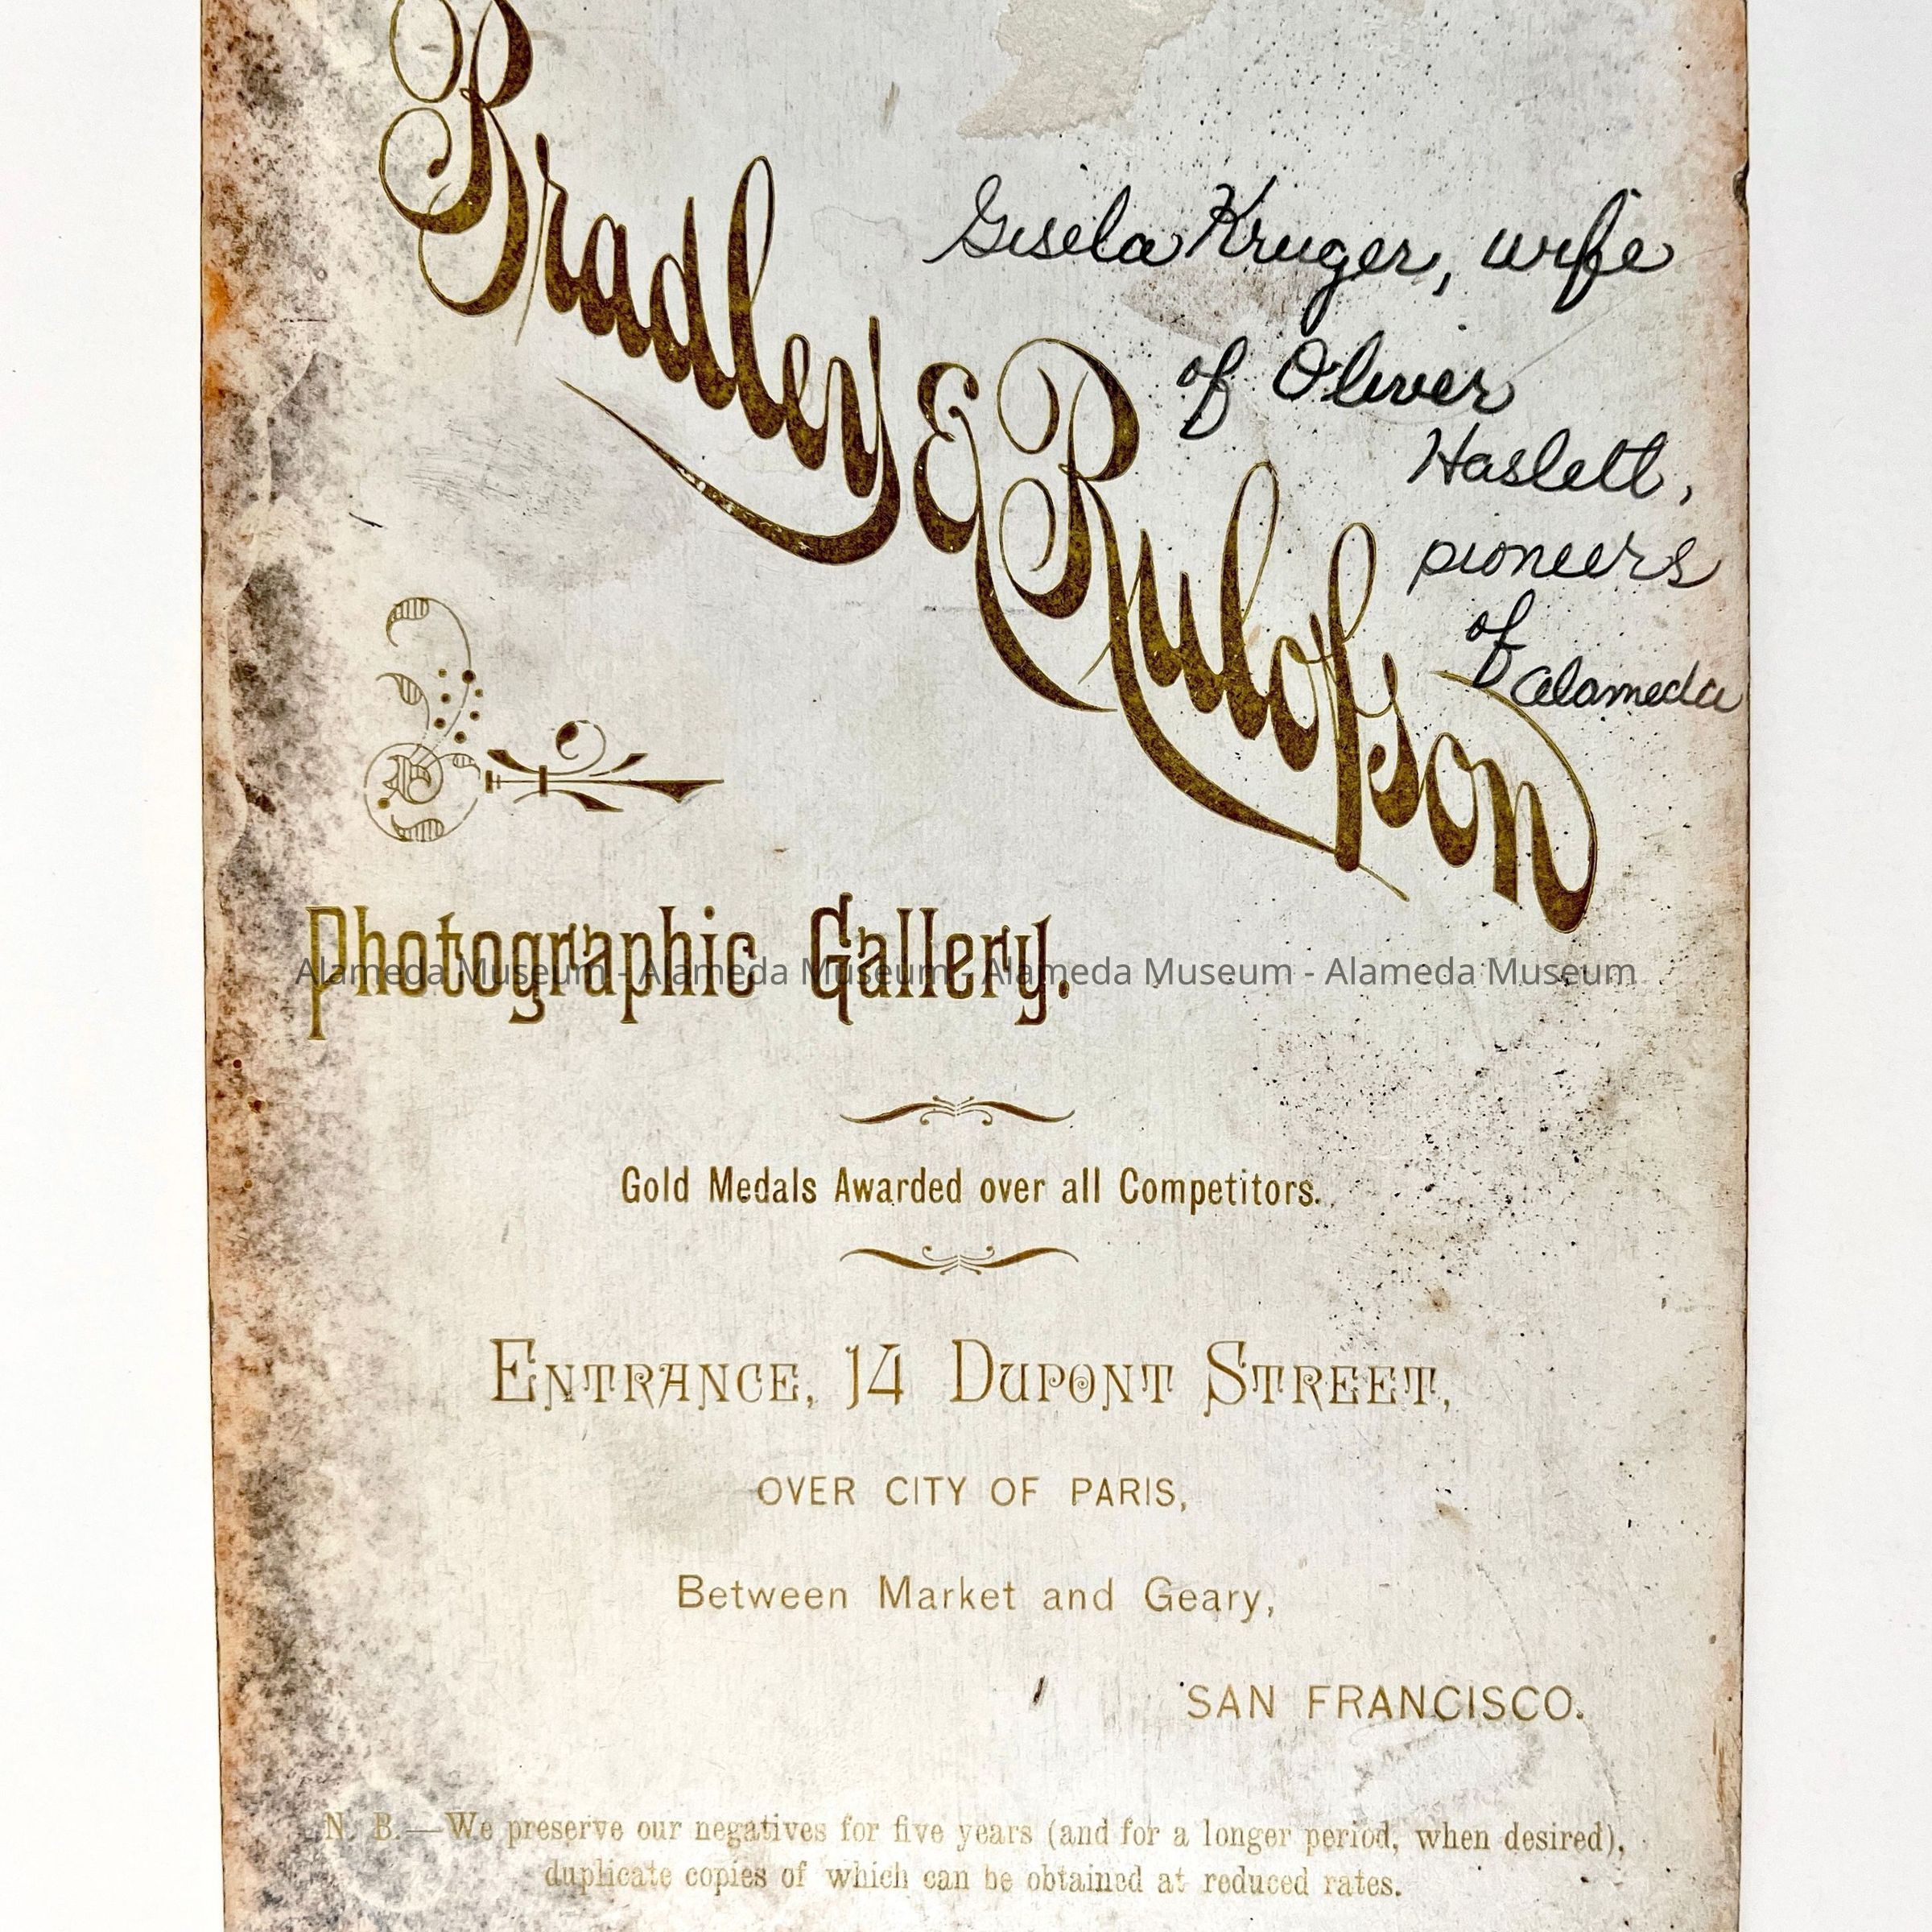 Bradley & Rulofson
Gisela Kruger, wife
of Oliver
Haslett,
pioneers
of
Alameda
Photographic Gallery.
Alameda Museum - Alameda Museum - Alameda Museum - Alameda Museum
Gold Medals Awarded over all Competitors.
ENTRANCE, 14 DUPONT STREET,
OVER CITY OF PARIS,
Between Market and Geary,
SAN FRANCISCO.
N. B.—We preserve our negatives for five years (and for a longer period, when desired),
duplicate copies of which can be obtained at reduced rates.